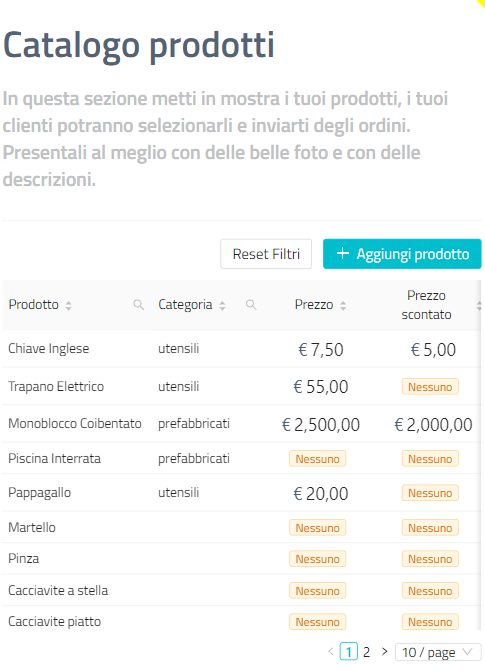 Catalogo prodotti
In questa sezione metti in mostra i tuoi prodotti, i tuoi
clienti potranno selezionarli e inviarti degli ordini.
Presentali al meglio con delle belle foto e con delle
descrizioni.
Reset Filtri + Aggiungi prodotto
Prodotto Categoria Prezzo Prezzo scontato
Chiave Inglese utensili € 7,50 € 5,00
Trapano Elettrico utensili € 55,00 Nessuno
Monoblocco Coibentato prefabbricati € 2,500,00 € 2,000,00
Piscina Interrata prefabbricati Nessuno Nessuno
Pappagallo utensili € 20,00 Nessuno
Martello Nessuno Nessuno
Pinza Nessuno Nessuno
Cacciavite a stella Nessuno Nessuno
Cacciavite piatto Nessuno Nessuno
< 1 2 > 10 / page